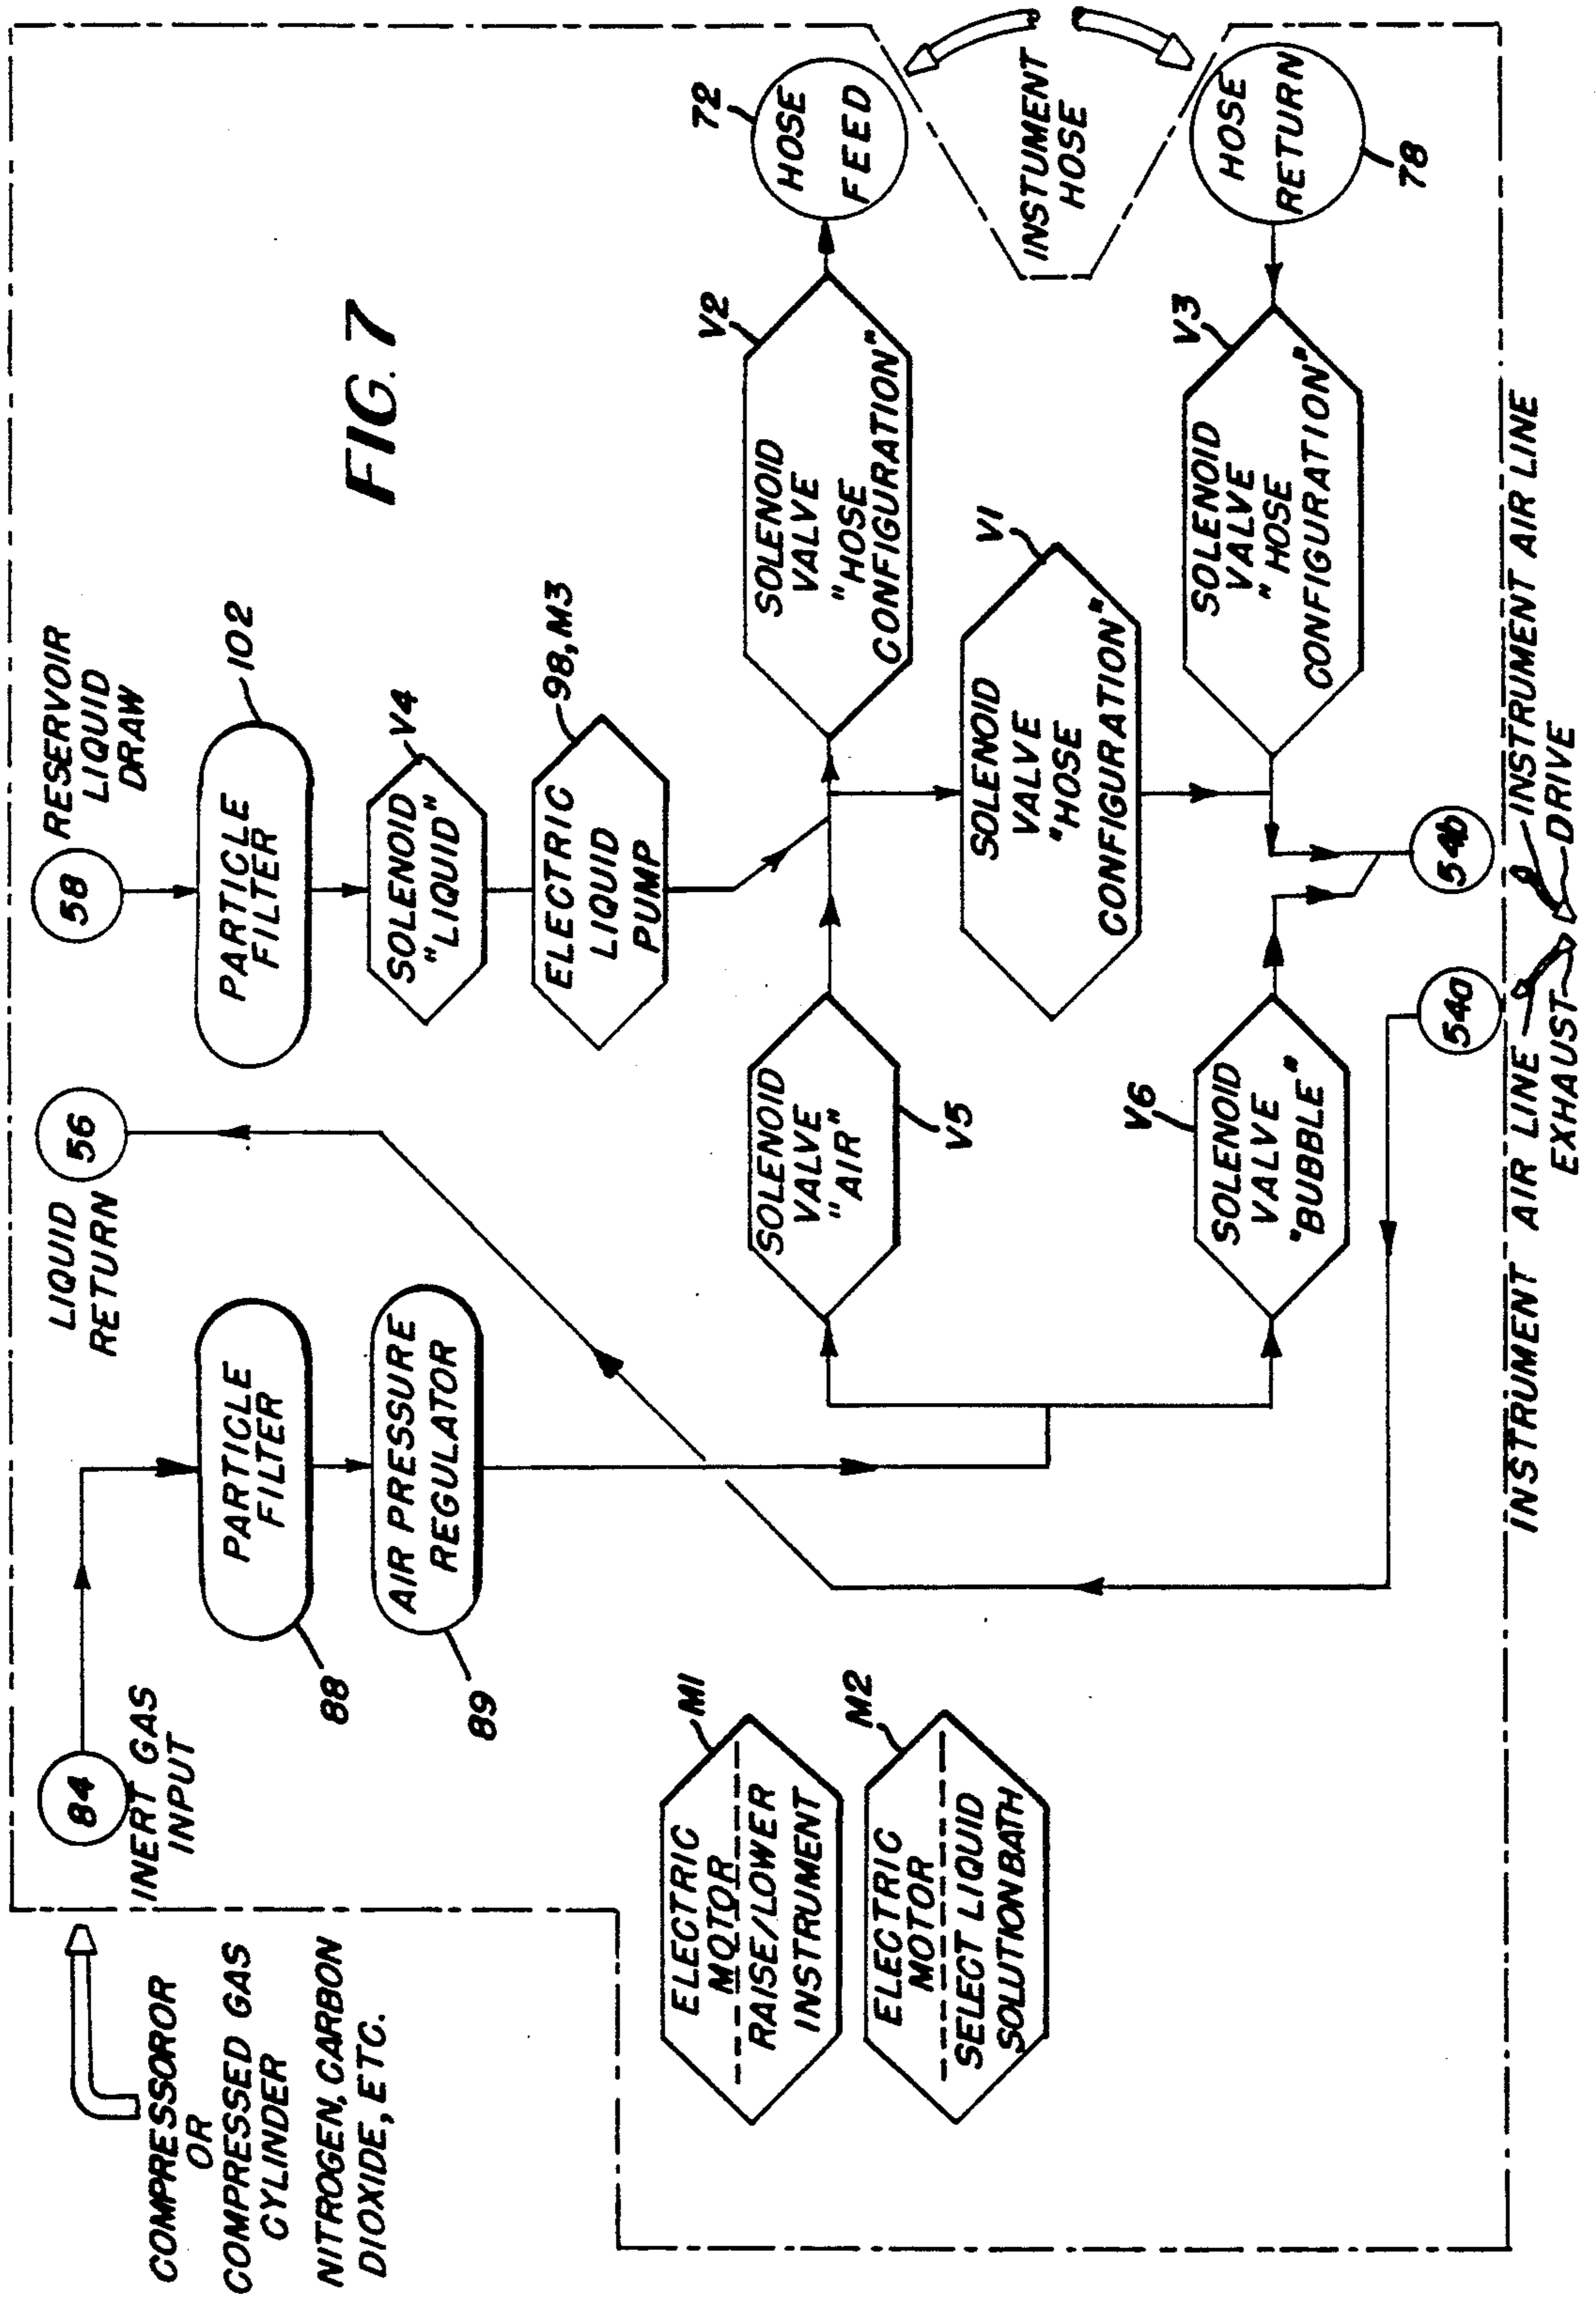 FIG. 7
COMPRESSOROR
OR
COMPRESSED GAS
CYLINDER
NITROGEN, CARBON
DIOXIDE, ETC.
84
INERT GAS
INPUT
PARTICLE
FILTER
88
AIR PRESSURE
REGULATOR
89
LIQUID
RETURN
56
58
RESERVOIR
LIQUID
DRAW
PARTICLE
FILTER
102
SOLENOID
"LIQUID"
V4
ELECTRIC
LIQUID
PUMP
98, M3
ELECTRIC
MOTOR
RAISE/LOWER
INSTRUMENT
M1
ELECTRIC
MOTOR
SELECT LIQUID
SOLUTION BATH
M2
SOLENOID
VALVE
"AIR"
V5
SOLENOID
VALVE
"HOSE
CONFIGURATION"
V2
HOSE
FEED
72
INSTUMENT
HOSE
SOLENOID
VALVE
"HOSE
CONFIGURATION"
V1
SOLENOID
VALVE
"BUBBLE"
V6
SOLENOID
VALVE
"HOSE
CONFIGURATION"
V3
HOSE
RETURN
78
54a
54b
INSTRUMENT AIR LINE
EXHAUST
INSTRUMENT AIR LINE
DRIVE